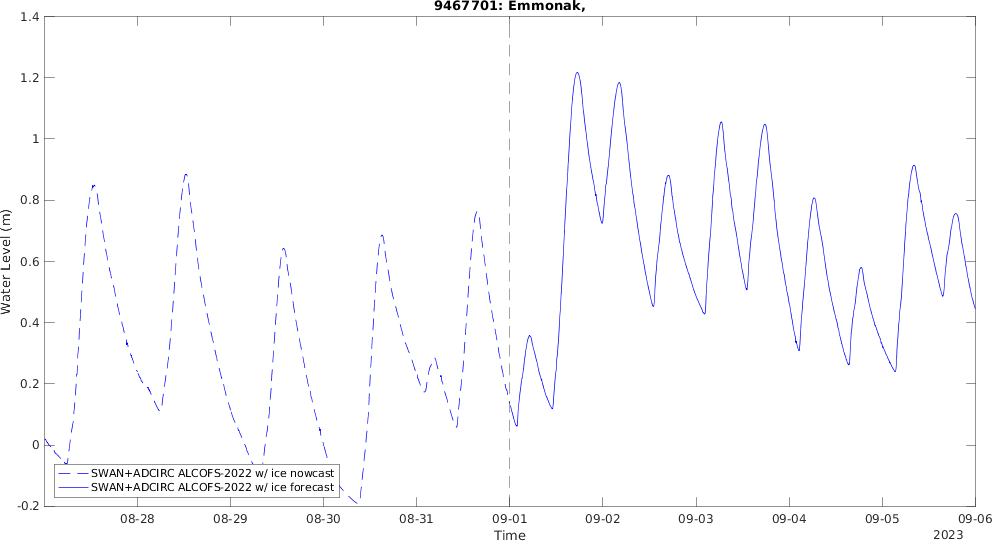 9467701: Emmonak,
1.4
1.2
1
0.8
0.6
0.4
0.2
0
-0.2
Water Level (m)
SWAN+ADCIRC ALCOFS-2022 w/ ice nowcast
SWAN+ADCIRC ALCOFS-2022 w/ ice forecast
08-28 08-29 08-30 08-31 09-01 09-02 09-03 09-04 09-05 09-06
Time
2023